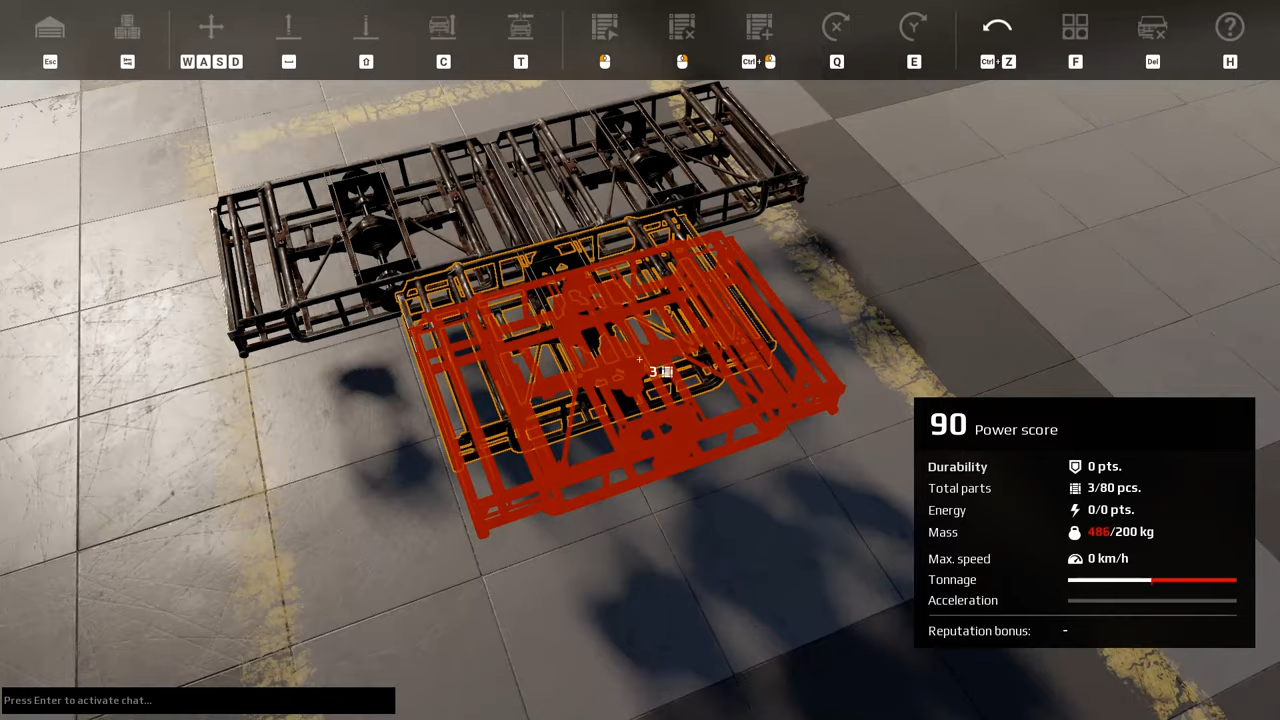 Esc
W A S D
C
T
Ctrl +
Q
E
Ctrl + Z
F
Del
H
3
90 Power score
Durability 0 pts.
Total parts 3/80 pcs.
Energy 0/0 pts.
Mass 486/200 kg
Max. speed 0 km/h
Tonnage
Acceleration
Reputation bonus: -
Press Enter to activate chat...